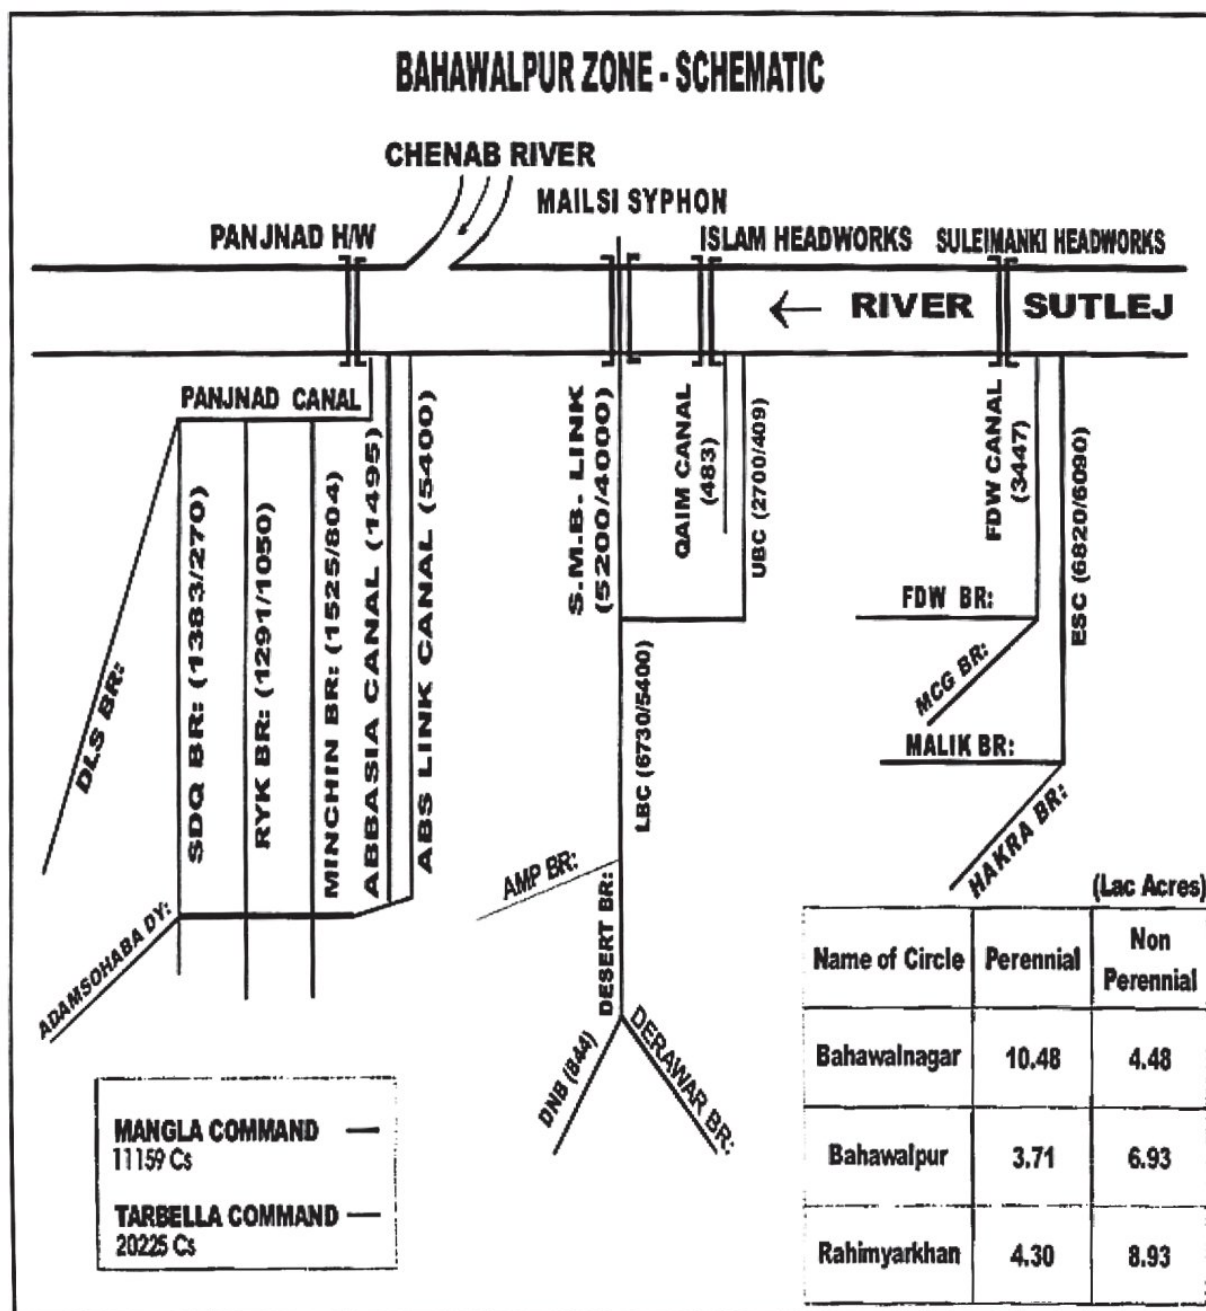 BAHAWALPUR ZONE - SCHEMATIC
CHENAB RIVER
MAILSI SYPHON
PANJNAD H/W
ISLAM HEADWORKS
SULEIMANKI HEADWORKS
← RIVER SUTLEJ
PANJNAD CANAL
DLS BR:
SDQ BR: (1383/270)
RYK BR: (1291/1050)
MINCHIN BR: (1525/804)
ABBASIA CANAL (1495)
ABS LINK CANAL (5400)
ADAMSOHABA DY:
S.M.B. LINK
(5200/4000)
QAIM CANAL
(483)
UBC (2700/409)
LBC (6730/5400)
AMP BR:
DESERT BR:
DNB (844)
DERAWAR BR:
FDW CANAL
(3447)
ESC (6820/6090)
FDW BR:
MCG BR:
MALIK BR:
HAKRA BR:
MANGLA COMMAND —
11159 Cs
TARBELLA COMMAND —
20225 Cs
(Lac Acres)
Name of Circle Perennial Non Perennial
Bahawalnagar 10.48 4.48
Bahawalpur 3.71 6.93
Rahimyarkhan 4.30 8.93